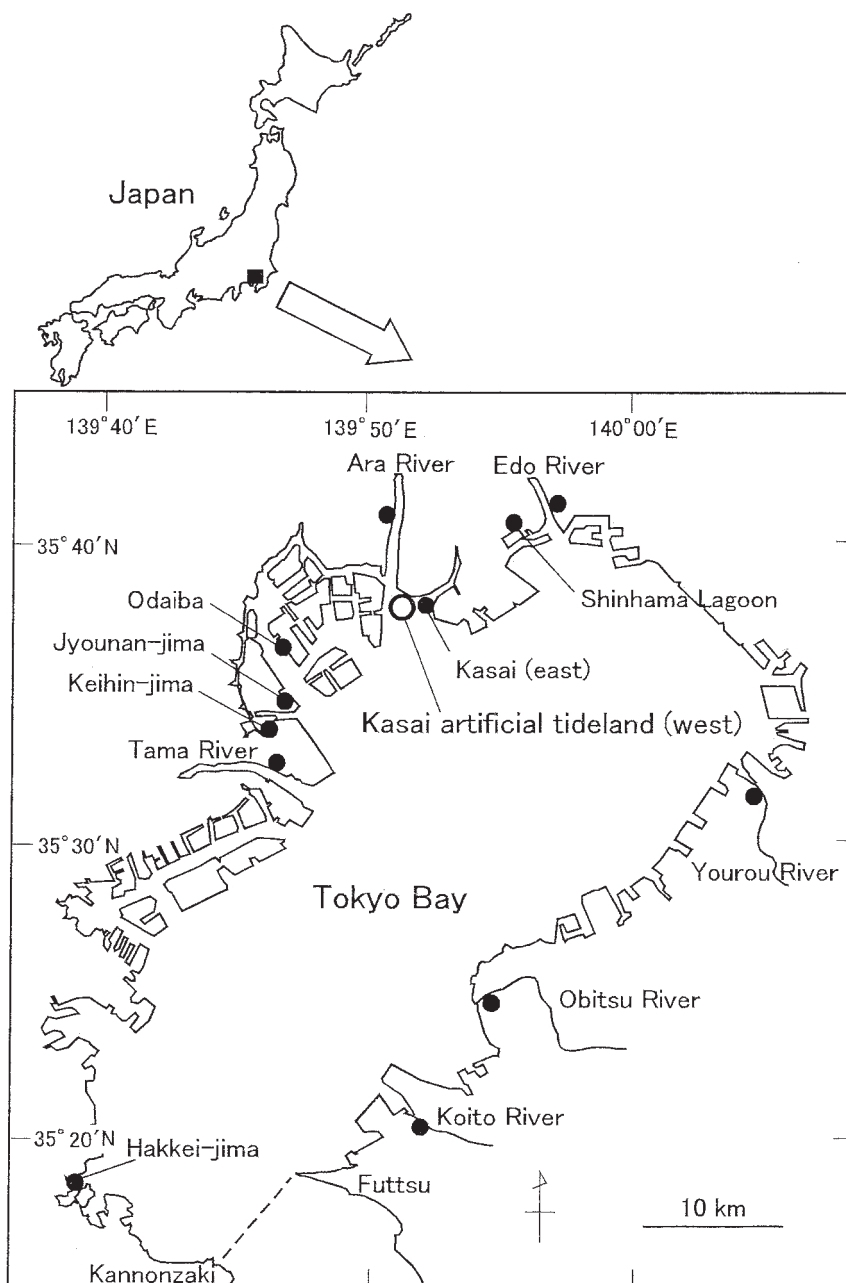 Japan
139°40′E
139°50′E
140°00′E
Ara River
Edo River
35°40′N
Odaiba
Shinhama Lagoon
Jyounan-jima
Kasai (east)
Keihin-jima
Kasai artificial tideland (west)
Tama River
35°30′N
Yourou River
Tokyo Bay
Obitsu River
Koito River
35°20′N
Hakkei-jima
Futtsu
10 km
Kannonzaki